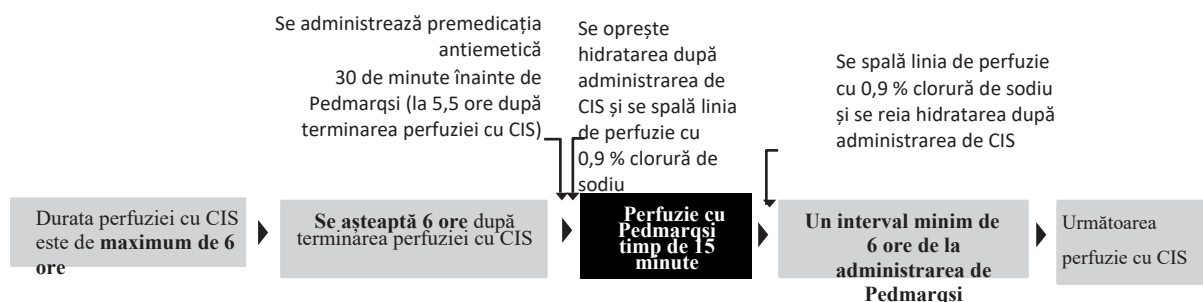 Se administrează premedicația
antiemetică
30 de minute înainte de
Pedmarqsi (la 5,5 ore după
terminarea perfuziei cu CIS)
Se oprește
hidratarea după
administrarea de
CIS și se spală linia
de perfuzie cu
0,9 % clorură de
sodiu
Se spală linia de perfuzie
cu 0,9 % clorură de sodiu
și se reia hidratarea după
administrarea de CIS
Durata perfuziei cu CIS
este de maximum de 6
ore
Se așteaptă 6 ore după
terminarea perfuziei cu CIS
Perfuzie cu
Pedmarqsi
timp de 15
minute
Un interval minim de
6 ore de la
administrarea de
Pedmarqsi
Următoarea
perfuzie cu CIS